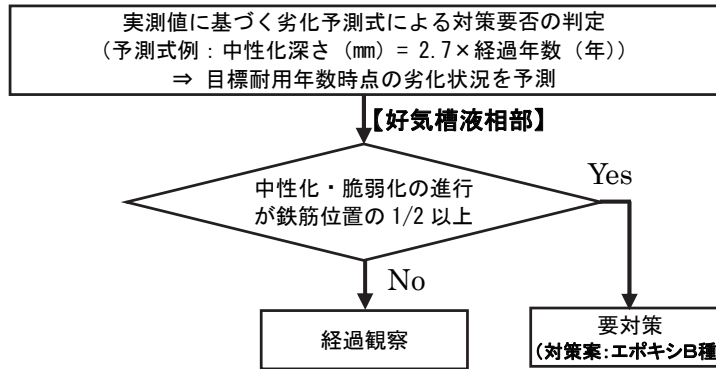 実測値に基づく劣化予測式による対策要否の判定
（予測式例：中性化深さ（㎜）＝2.7×経過年数（年））
⇒ 目標耐用年数時点の劣化状況を予測
【好気槽液相部】
中性化・脆弱化の進行
が鉄筋位置の 1/2 以上
Yes
No
経過観察
要対策
（対策案：エポキシＢ種